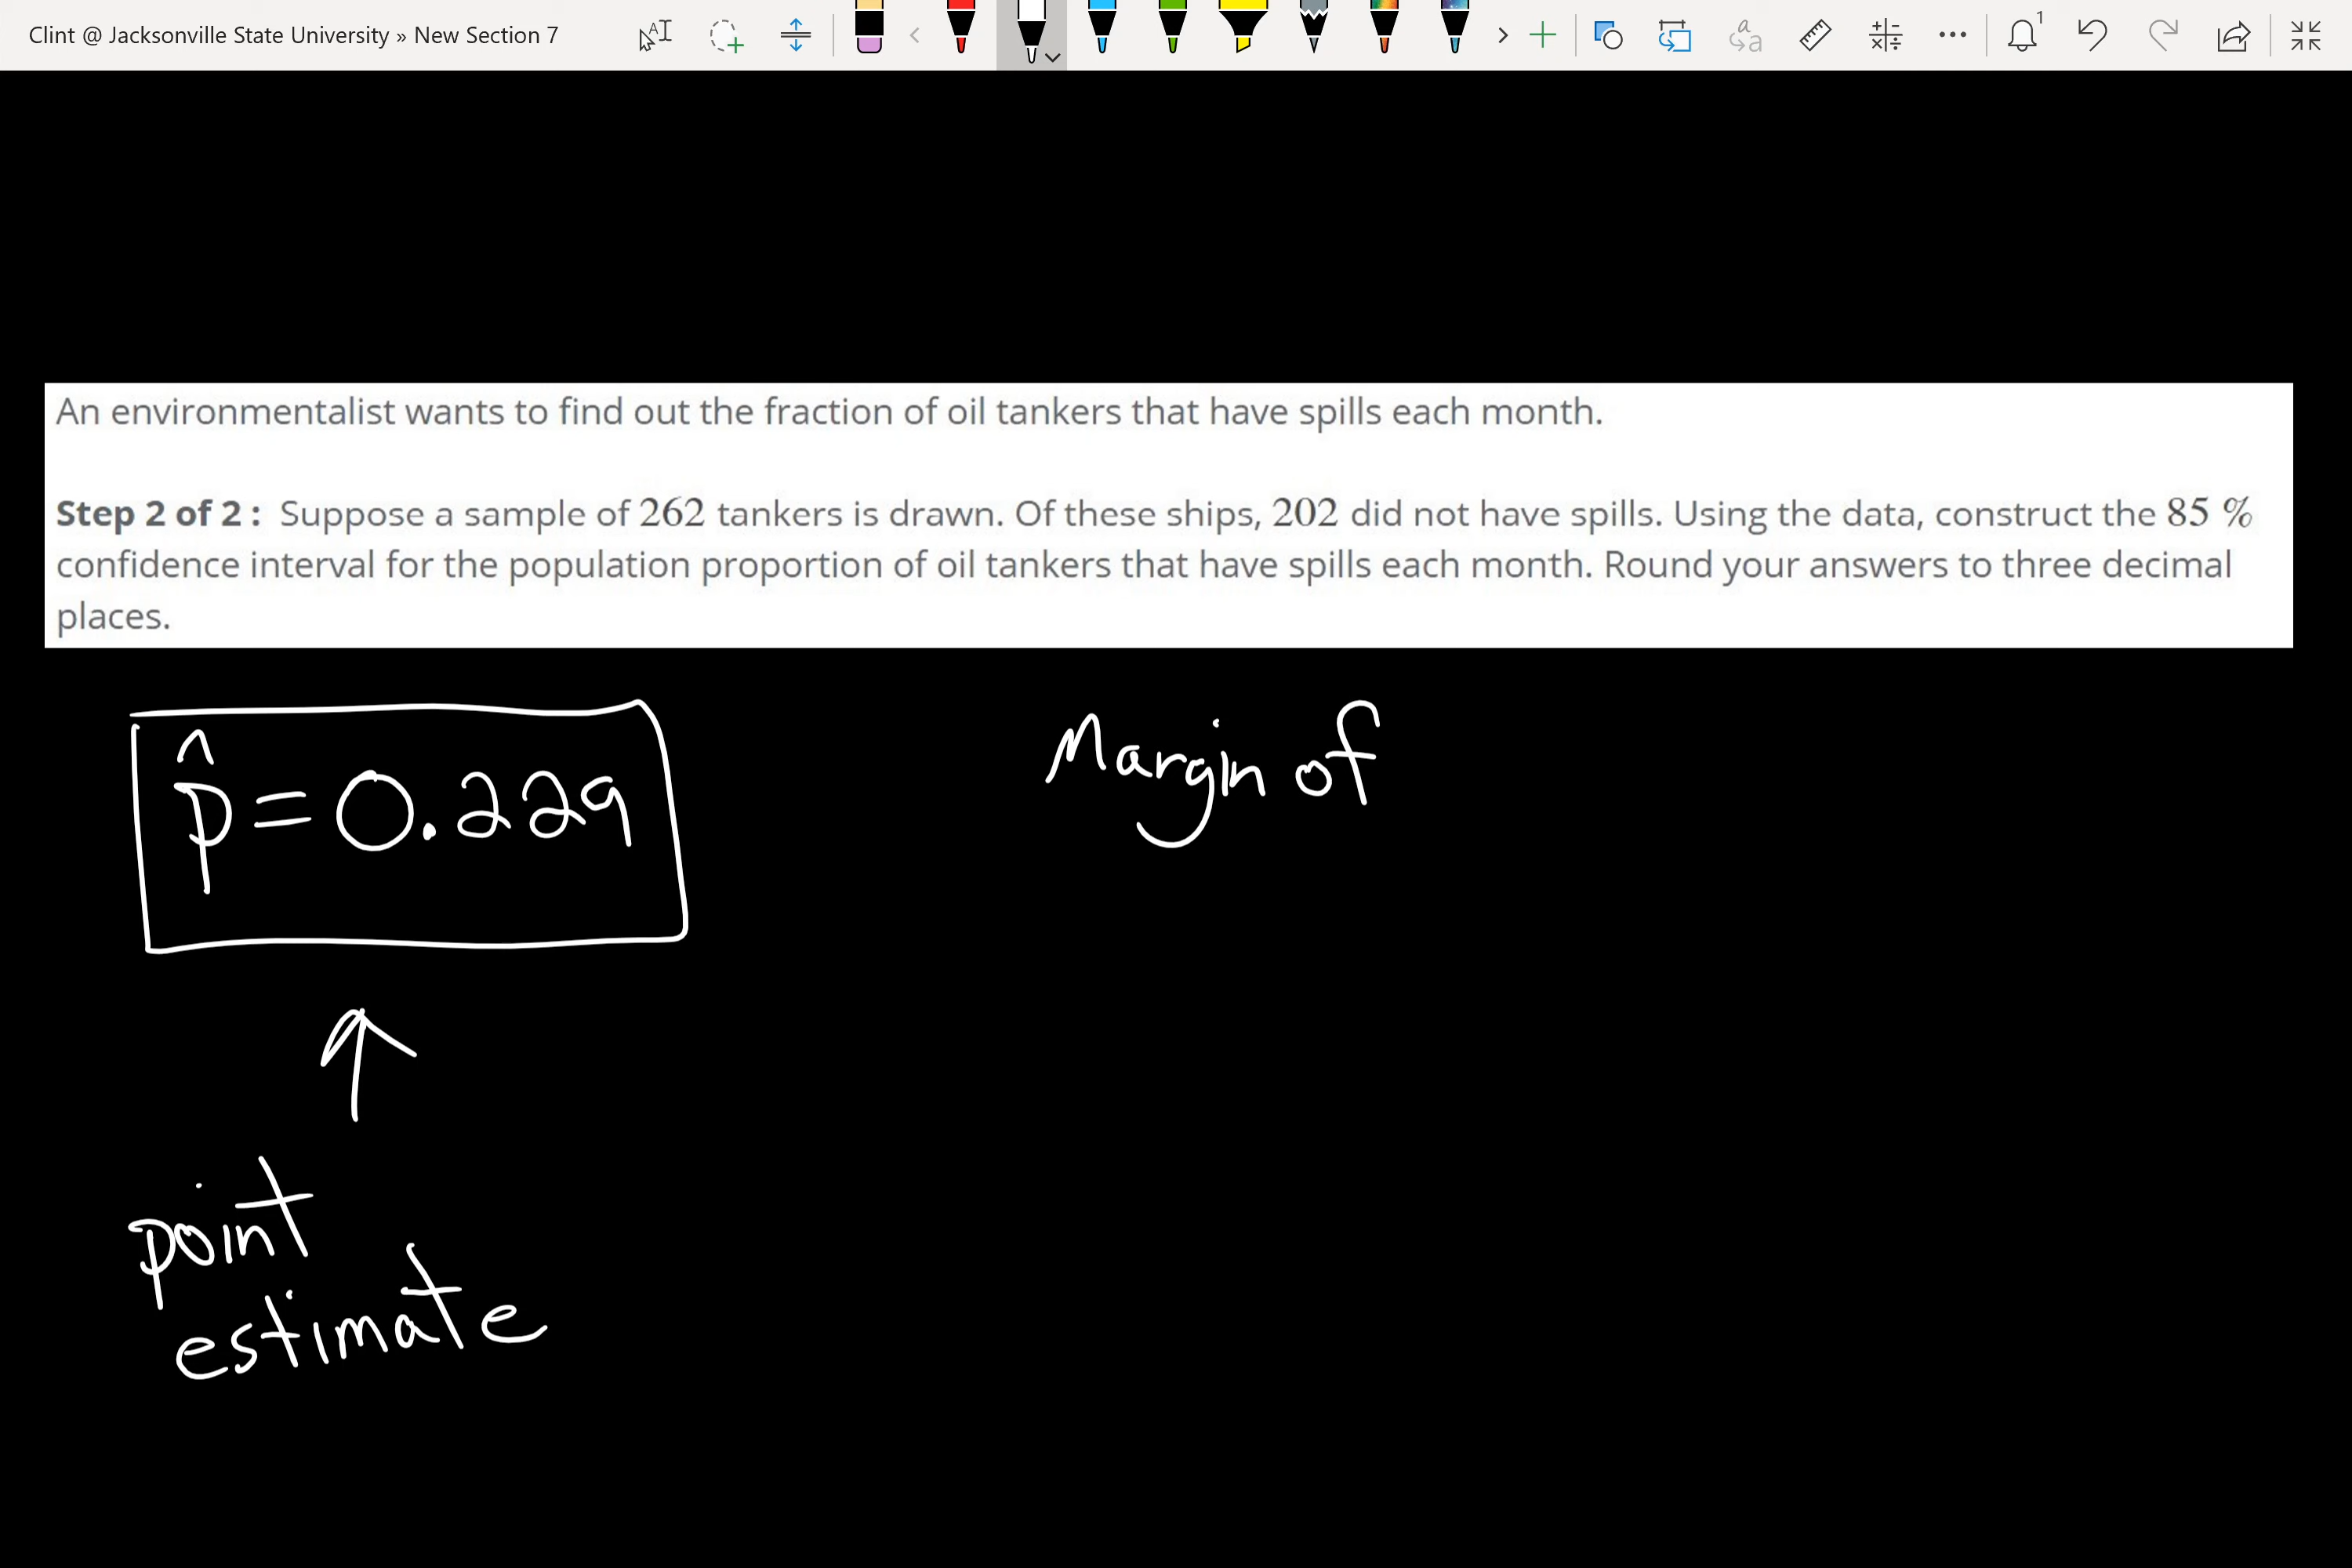 Clint @ Jacksonville State University » New Section 7
An environmentalist wants to find out the fraction of oil tankers that have spills each month.
Step 2 of 2 : Suppose a sample of 262 tankers is drawn. Of these ships, 202 did not have spills. Using the data, construct the 85 %
confidence interval for the population proportion of oil tankers that have spills each month. Round your answers to three decimal
places.
p̂ = 0.229
Margin of
point
estimate